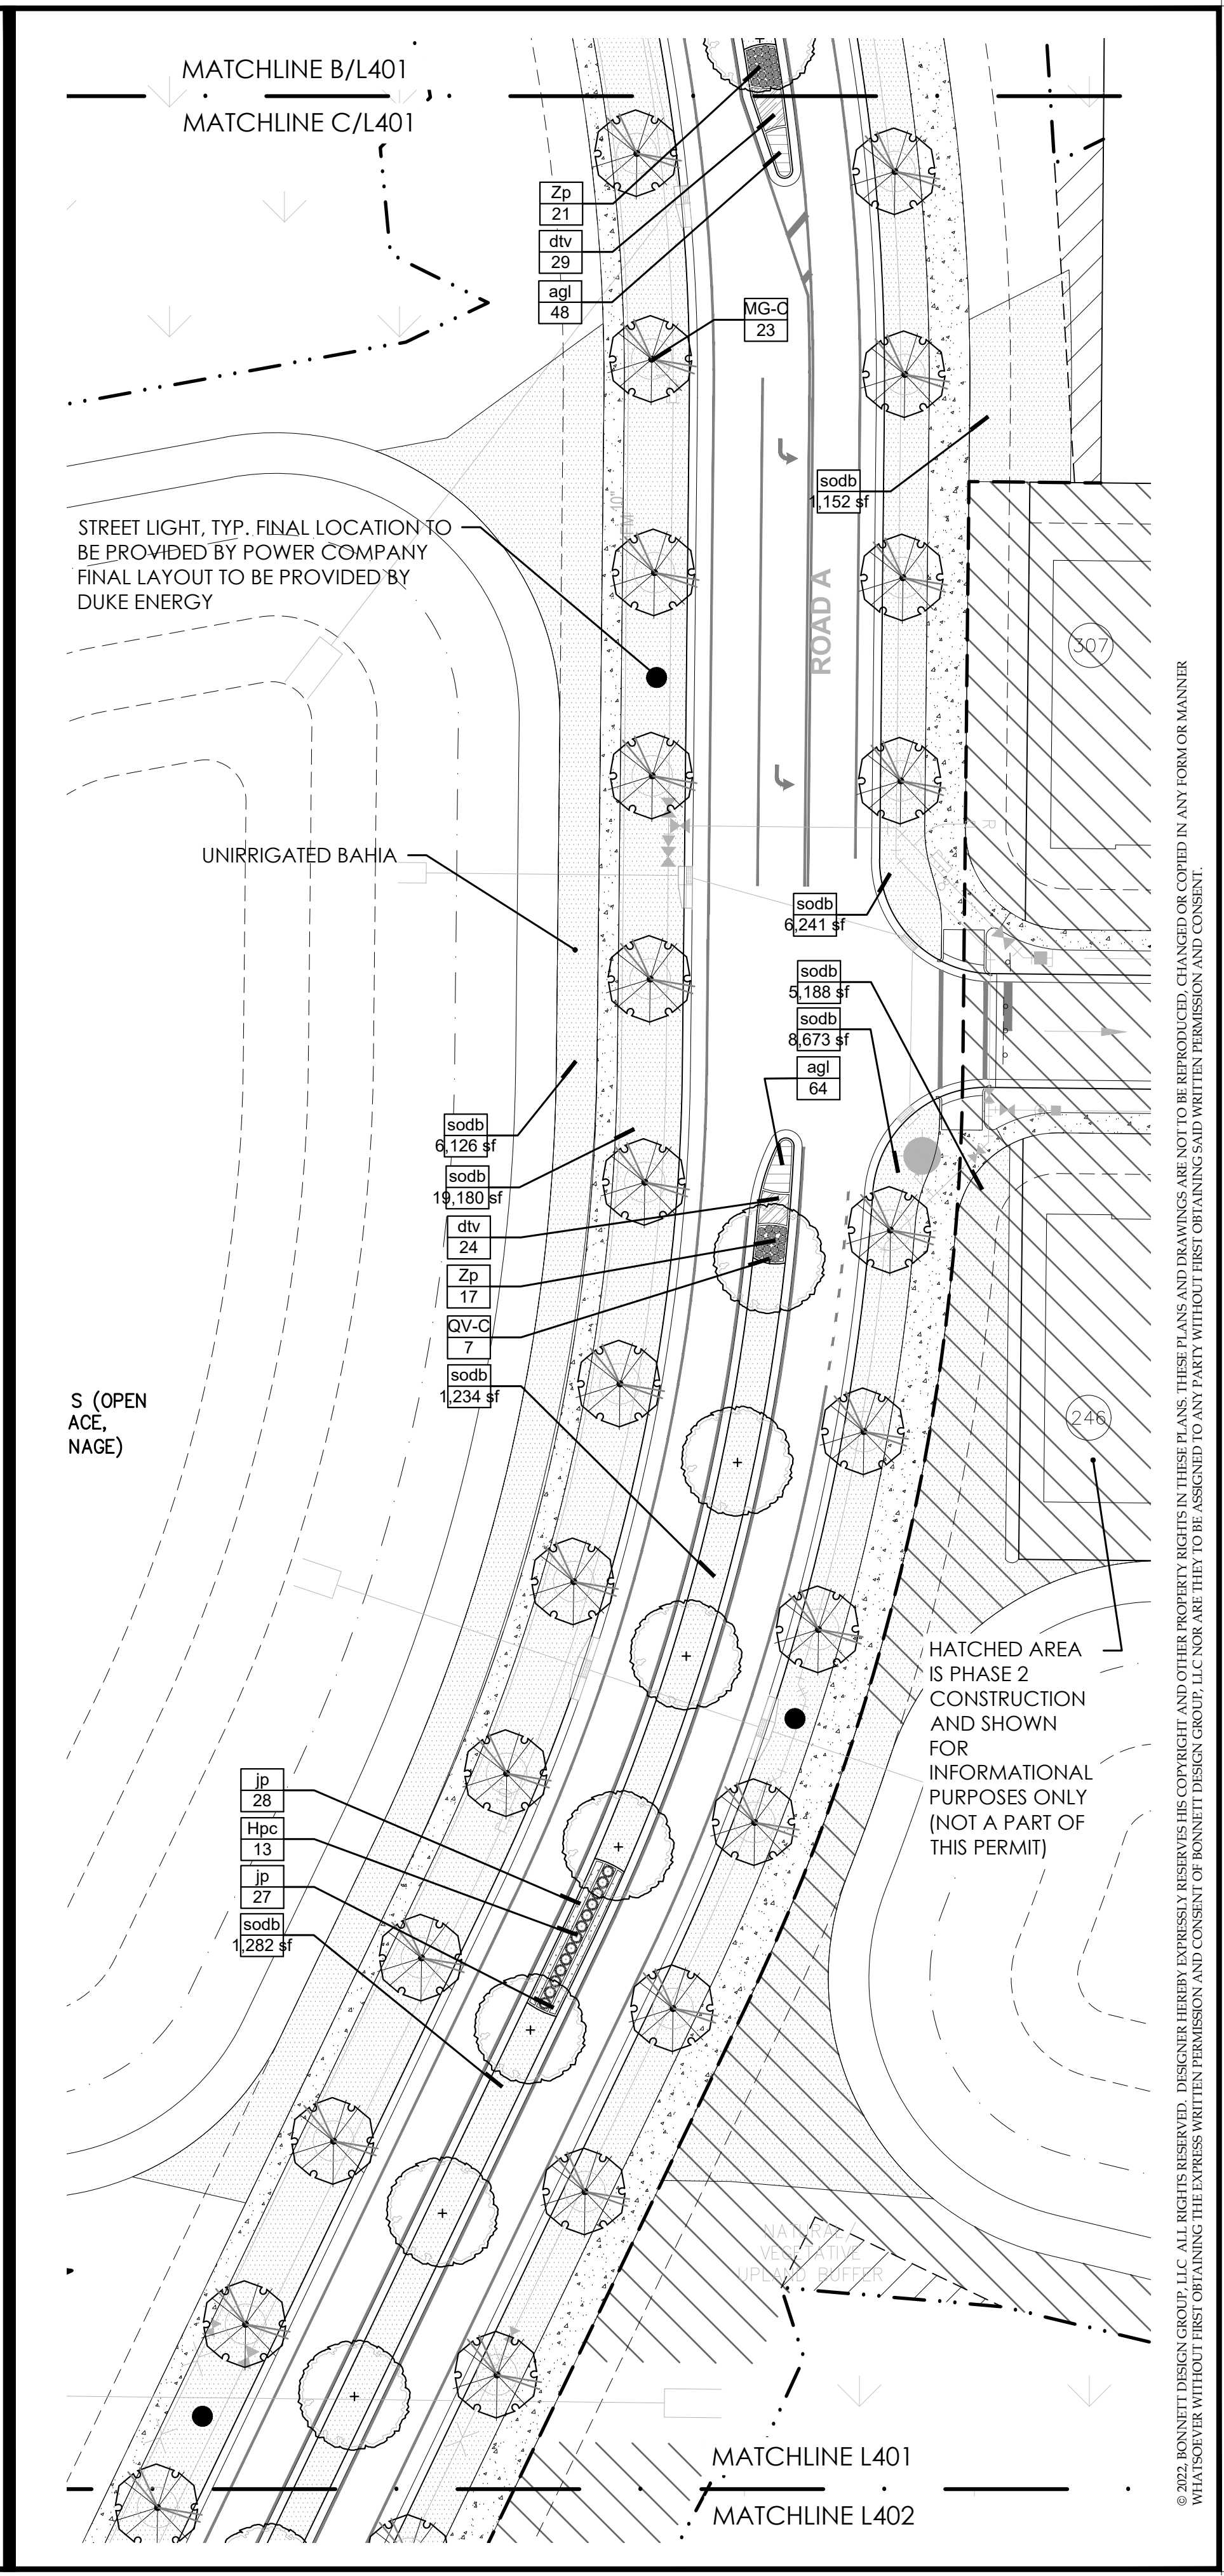 MATCHLINE B/L401
MATCHLINE C/L401
Zp
21
dtv
29
agl
48
MG-C
23
sodb
1,152 sf
STREET LIGHT, TYP. FINAL LOCATION TO
BE PROVIDED BY POWER COMPANY
FINAL LAYOUT TO BE PROVIDED BY
DUKE ENERGY
10"
ROAD A
307
UNIRRIGATED BAHIA
sodb
6,241 sf
sodb
5,188 sf
sodb
8,673 sf
agl
64
sodb
6,126 sf
sodb
19,180 sf
dtv
24
Zp
17
QV-C
7
sodb
1,234 sf
S (OPEN
ACE,
NAGE)
246
HATCHED AREA
IS PHASE 2
CONSTRUCTION
AND SHOWN
FOR
INFORMATIONAL
PURPOSES ONLY
(NOT A PART OF
THIS PERMIT)
jp
28
Hpc
13
jp
27
sodb
1,282 sf
NATURAL/
VEGETATIVE
UPLAND BUFFER
MATCHLINE L401
MATCHLINE L402
© 2022, BONNETT DESIGN GROUP, LLC ALL RIGHTS RESERVED. DESIGNER HEREBY EXPRESSLY RESERVES HIS COPYRIGHT AND OTHER PROPERTY RIGHTS IN THESE PLANS. THESE PLANS AND DRAWINGS ARE NOT TO BE REPRODUCED, CHANGED OR COPIED IN ANY FORM OR MANNER
WHATSOEVER WITHOUT FIRST OBTAINING THE EXPRESS WRITTEN PERMISSION AND CONSENT OF BONNETT DESIGN GROUP, LLC NOR ARE THEY TO BE ASSIGNED TO ANY PARTY WITHOUT FIRST OBTAINING SAID WRITTEN PERMISSION AND CONSENT.